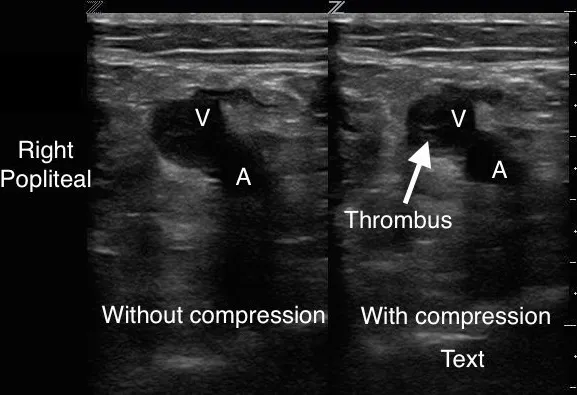 V
V
Right
Popliteal
A
A
Thrombus
Without compression
With compression
Text